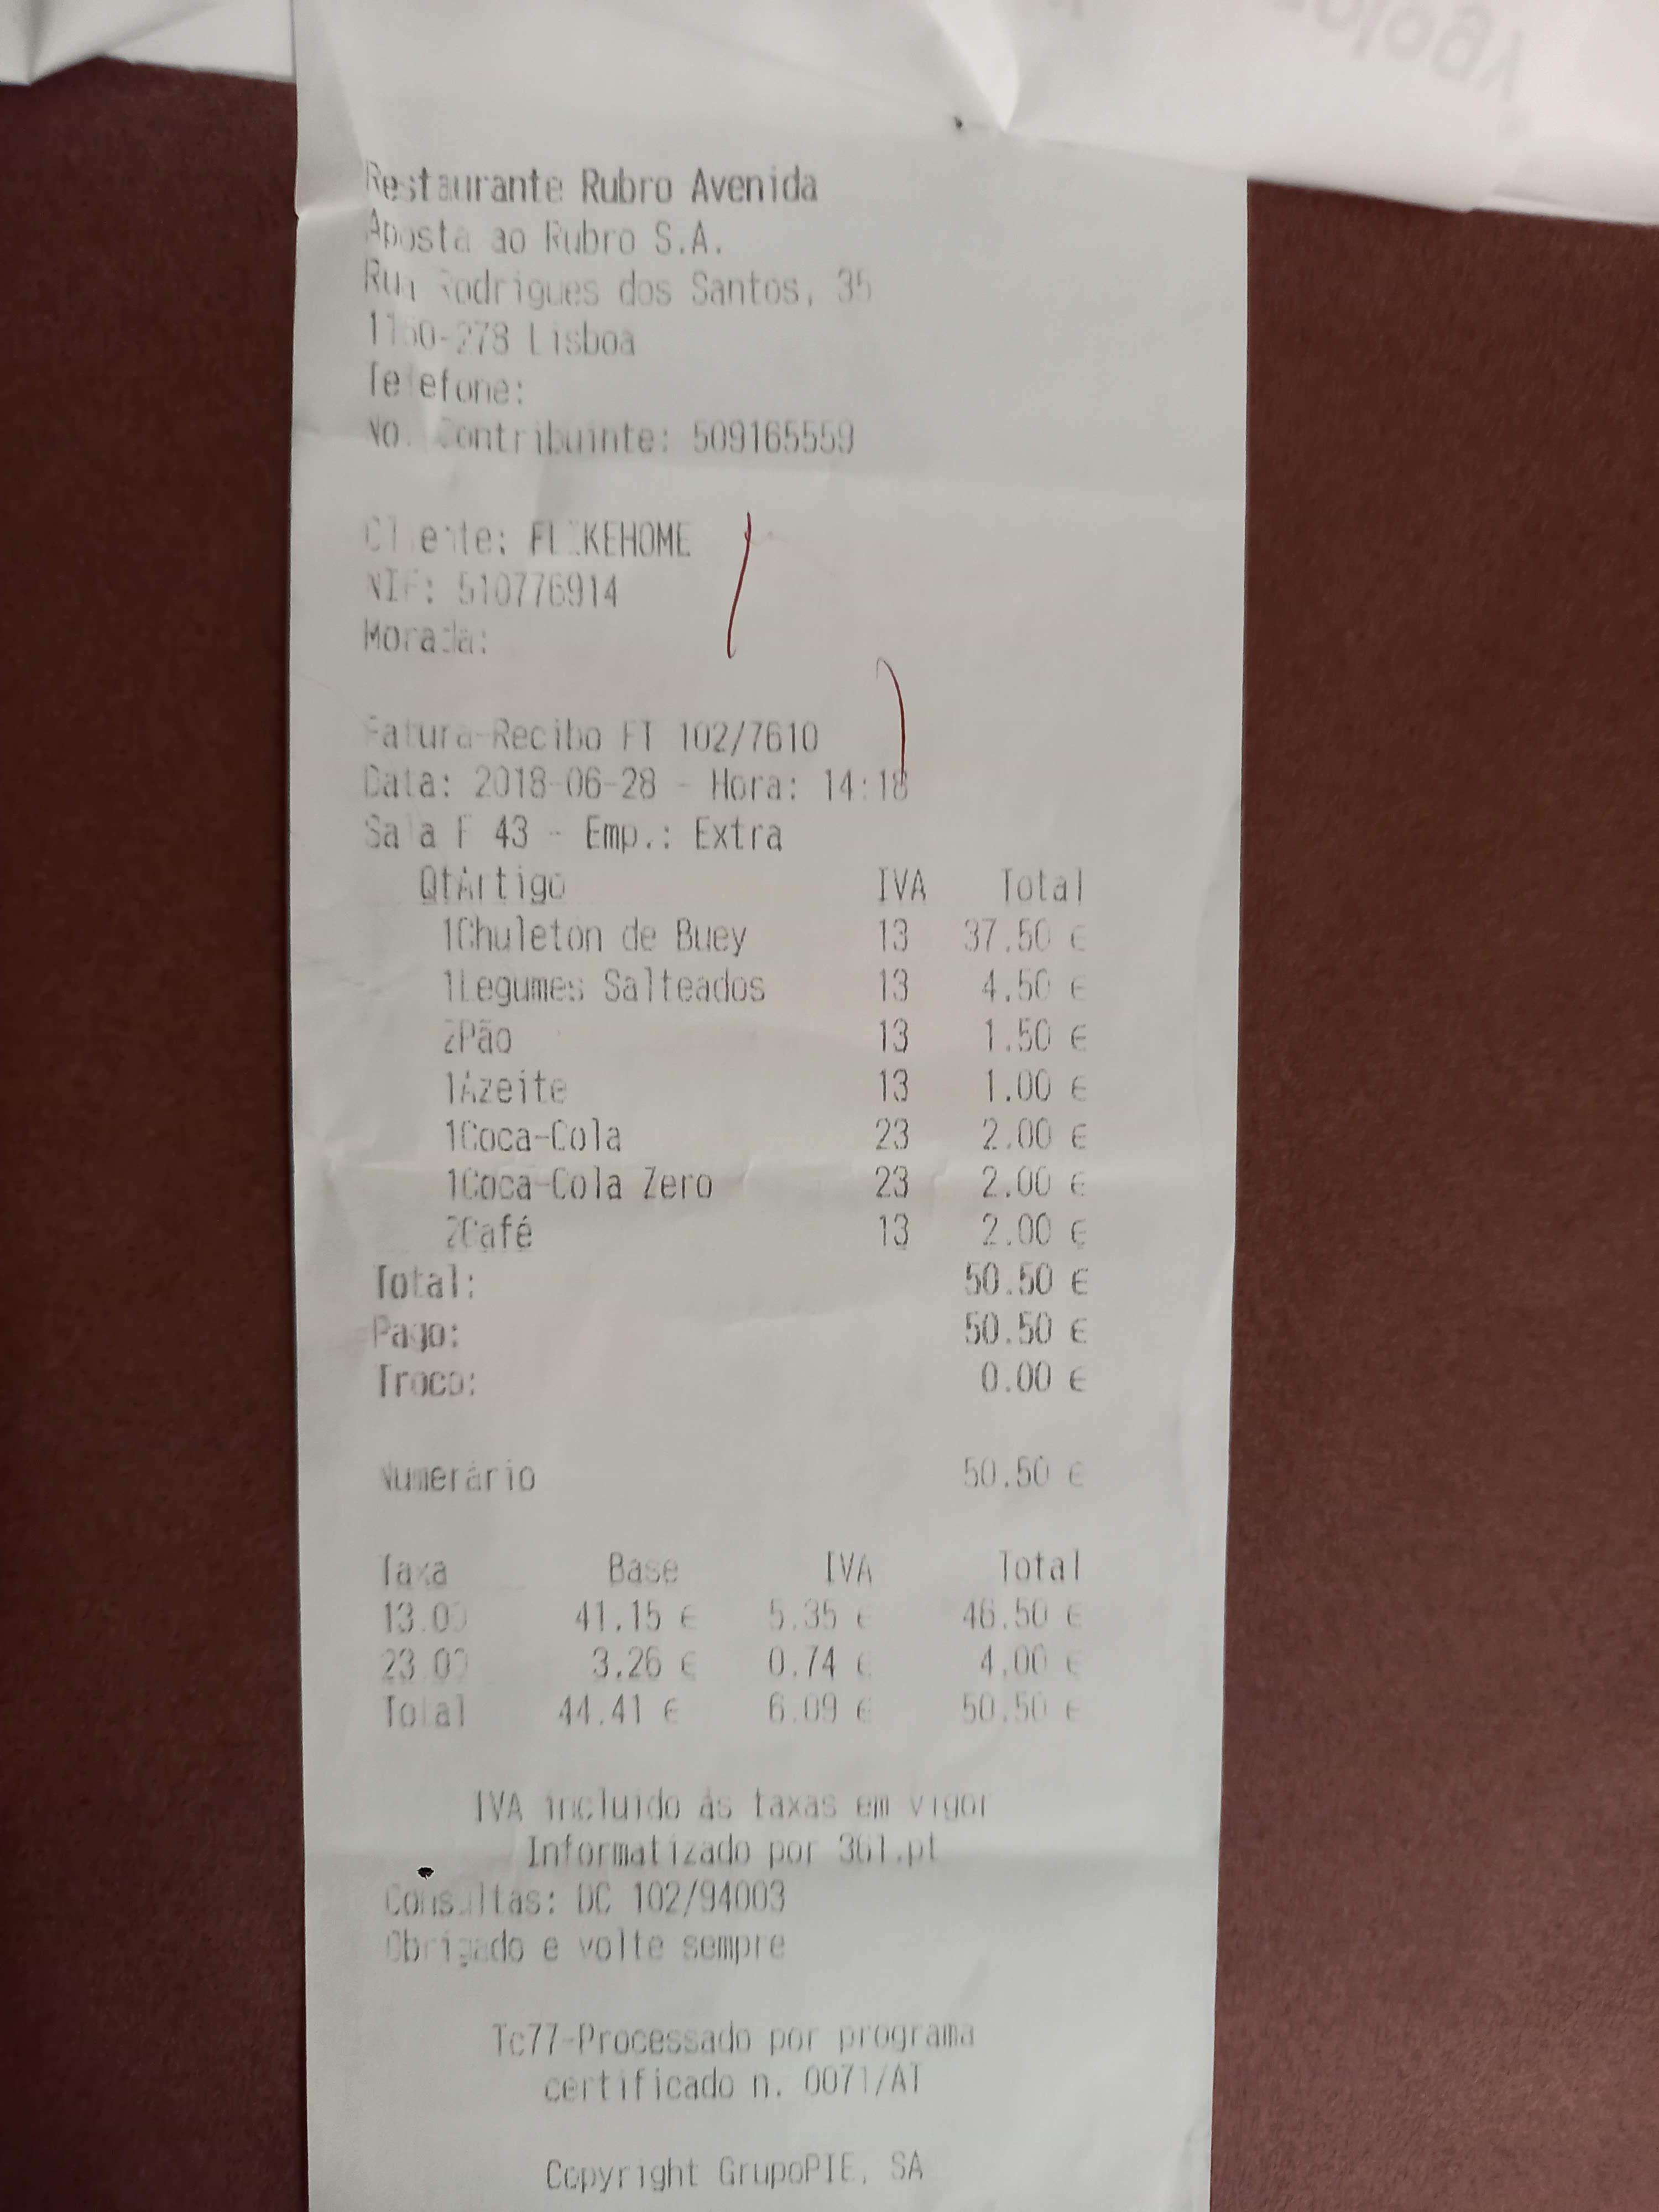 Restaurante Rubro Avenida
Aposta ao Rubro S.A.
Rua Rodrigues dos Santos, 35
1150-278 Lisboa
Telefone:
No. Contribuinte: 509165559
Cliente: FLIKEHOME
NIF: 510776914
Morada:
Fatura-Recibo FT 102/7610
Data: 2018-06-28 - Hora: 14:18
Sala F 43 - Emp.: Extra
QtArtigo IVA Total
1Chuleton de Buey 13 37.50 €
1Legumes Salteados 13 4.50 €
2Pão 13 1.50 €
1Azeite 13 1.00 €
1Coca-Cola 23 2.00 €
1Coca-Cola Zero 23 2.00 €
2Café 13 2.00 €
Total: 50.50 €
Pago: 50.50 €
Troco: 0.00 €
Numerário 50.50 €
Taxa Base IVA Total
13.00 41.15 € 5.35 € 46.50 €
23.00 3.26 € 0.74 € 4.00 €
Total 44.41 € 6.09 € 50.50 €
IVA incluido às taxas em vigor
Informatizado por 361.pt
Consultas: DC 102/94003
Obrigado e volte sempre
Tc77-Processado por programa
certificado n. 0071/AT
Copyright GrupoPIE, SA